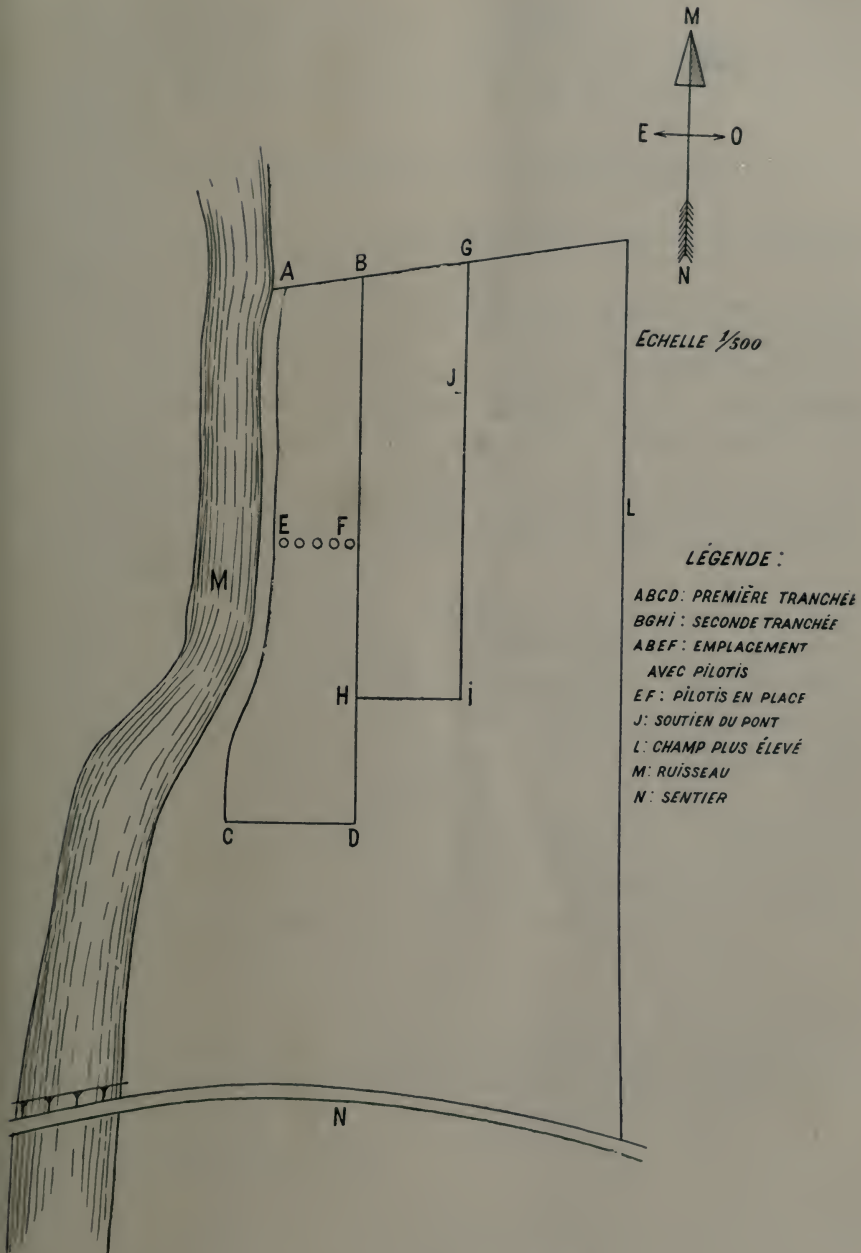 M
E O
N
A B G
ECHELLE 1/500
J
E F
L
M
LÉGENDE :
ABCD: PREMIÈRE TRANCHÉE
BGHi : SECONDE TRANCHÉE
ABEF : EMPLACEMENT
AVEC PILOTIS
EF: PILOTIS EN PLACE
J: SOUTIEN DU PONT
L: CHAMP PLUS ÉLEVÉ
M: RUISSEAU
N: SENTIER
H i
C D
N